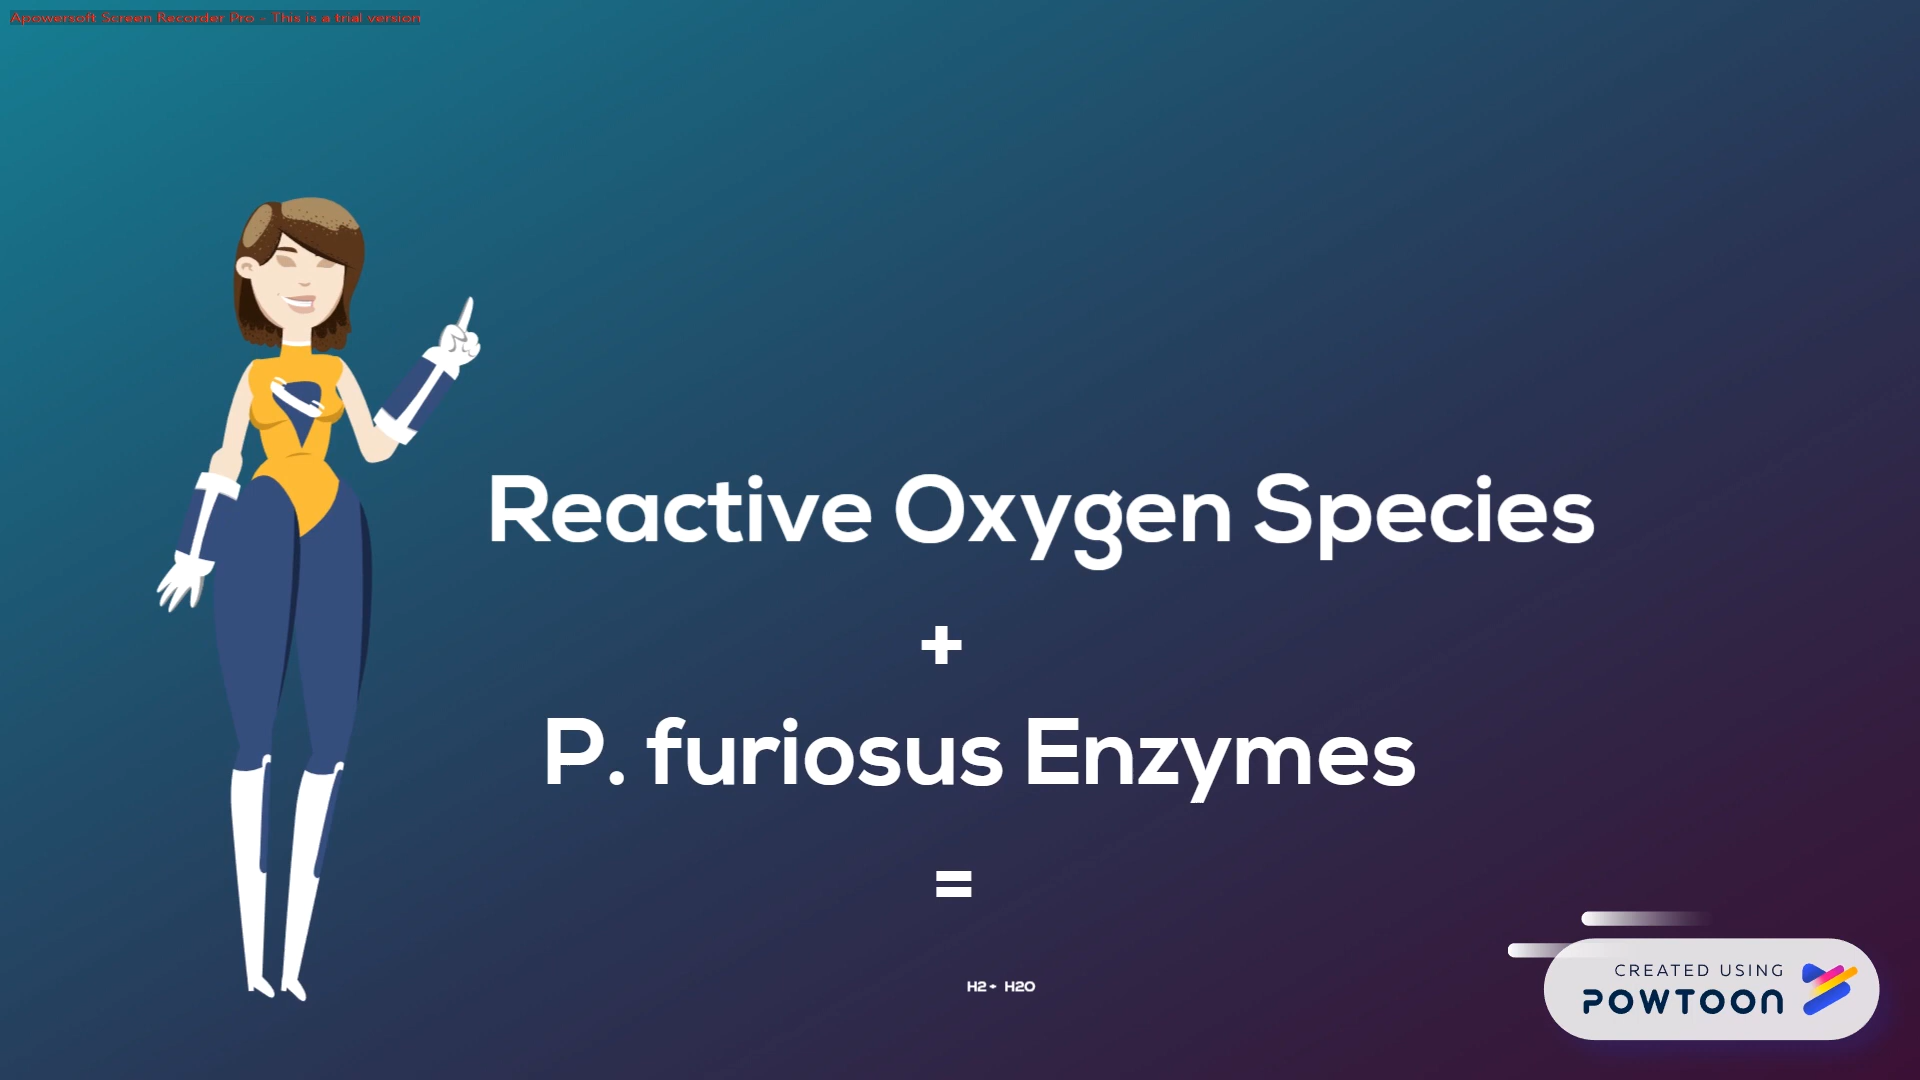 Apowersoft Screen Recorder Pro - This is a trial version
Reactive Oxygen Species
+
P. furiosus Enzymes
=
H2 + H2O
CREATED USING
POWTOON